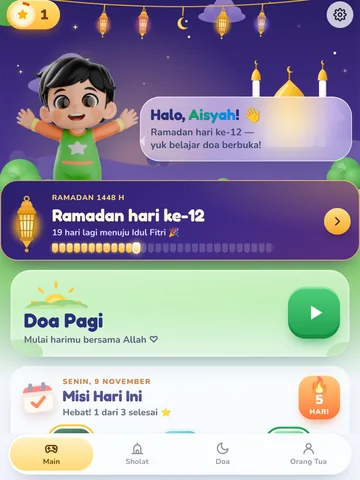 1
Halo, Aisyah! 👋
Ramadan hari ke-12 —
yuk belajar doa berbuka!
RAMADAN 1448 H
Ramadan hari ke-12
19 hari lagi menuju Idul Fitri 🎉
Doa Pagi
Mulai harimu bersama Allah ♡
SENIN, 9 NOVEMBER
Misi Hari Ini
Hebat! 1 dari 3 selesai ⭐
5
HARI
Main
Sholat
Doa
Orang Tua